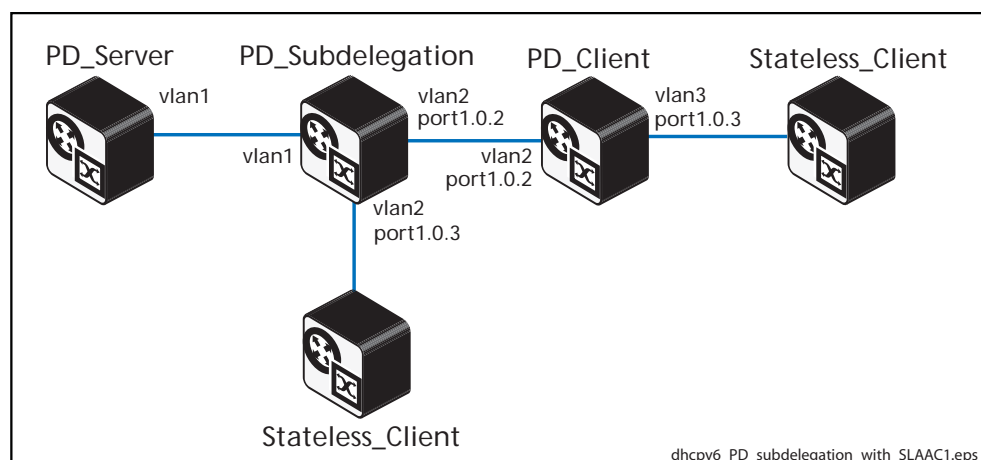 PD_Server
PD_Subdelegation
PD_Client
Stateless_Client
vlan1
vlan1
vlan2
port1.0.2
vlan2
port1.0.2
vlan3
port1.0.3
vlan2
port1.0.3
Stateless_Client
dhcpv6_PD_subdelegation_with_SLAAC1.eps